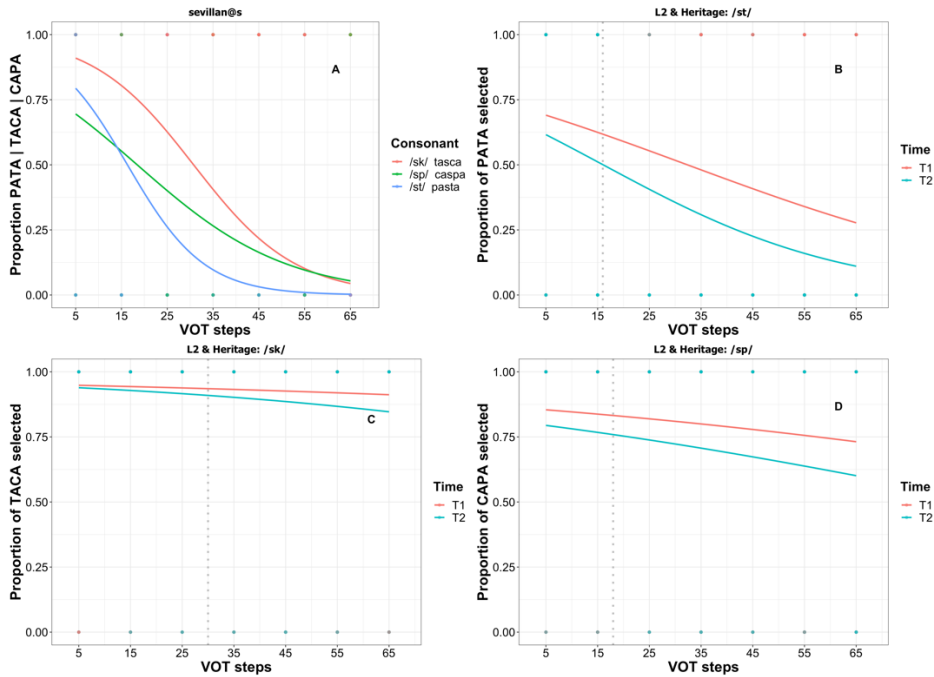 sevillan@s
Proportion PATA | TACA | CAPA
1.00
0.75
0.50
0.25
0.00
A
Consonant
/sk/ tasca
/sp/ caspa
/st/ pasta
5 15 25 35 45 55 65
VOT steps
L2 & Heritage: /st/
Proportion of PATA selected
1.00
0.75
0.50
0.25
0.00
B
Time
T1
T2
5 15 25 35 45 55 65
VOT steps
L2 & Heritage: /sk/
Proportion of TACA selected
1.00
0.75
0.50
0.25
0.00
C
Time
T1
T2
5 15 25 35 45 55 65
VOT steps
L2 & Heritage: /sp/
Proportion of CAPA selected
1.00
0.75
0.50
0.25
0.00
D
Time
T1
T2
5 15 25 35 45 55 65
VOT steps